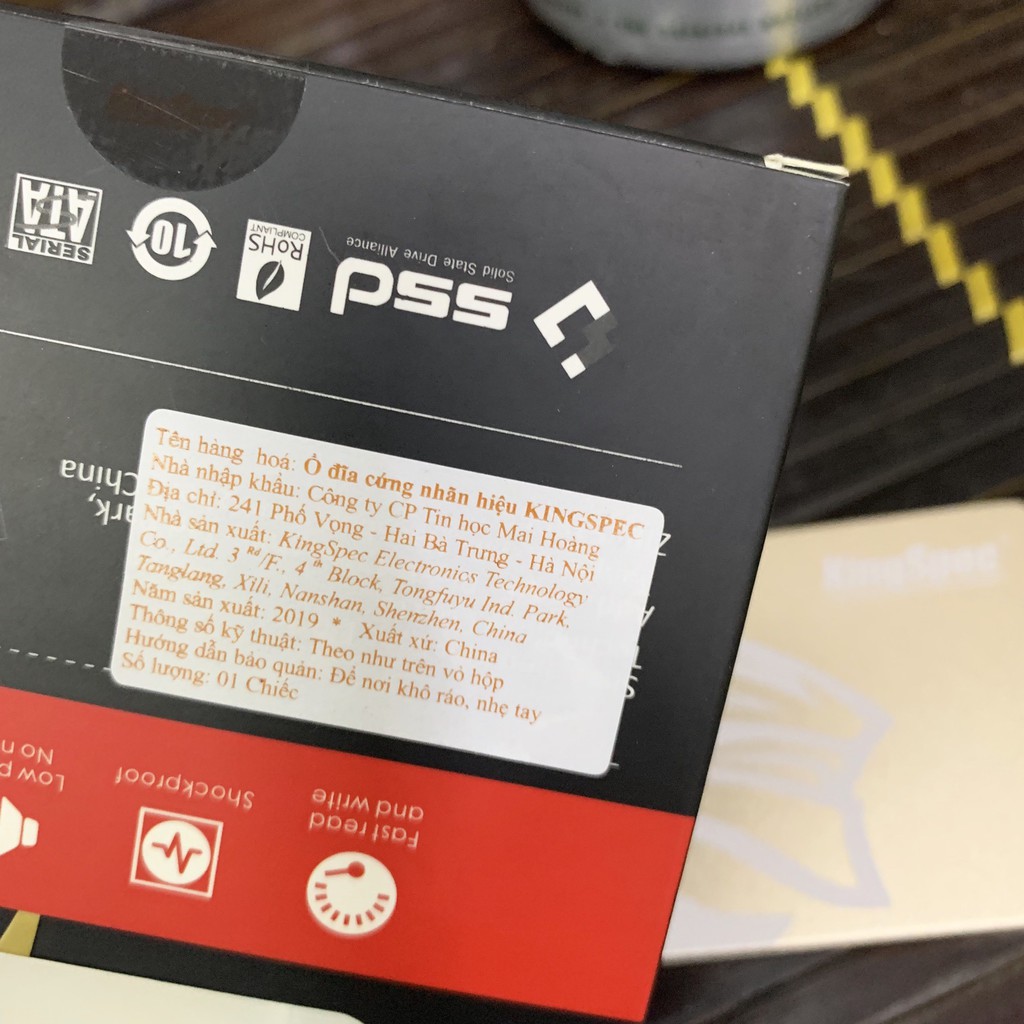 Solid State Drive Alliance
ssd
RoHS
COMPLIANT
10
SERIAL
ATA
Tên hàng hoá: Ổ đĩa cứng nhãn hiệu KINGSPEC
Nhà nhập khẩu: Công ty CP Tin học Mai Hoàng
Địa chỉ: 241 Phố Vọng - Hai Bà Trưng - Hà Nội
Nhà sản xuất: KingSpec Electronics Technology
Co., Ltd. 3 Rd /F., 4 th Block, Tongfuyu Ind. Park,
Tanglang, Xili, Nanshan, Shenzhen, China
Năm sản xuất: 2019 * Xuất xứ: China
Thông số kỹ thuật: Theo như trên vỏ hộp
Hướng dẫn bảo quản: Để nơi khô ráo, nhẹ tay
Số lượng: 01 Chiếc
China
Fast read
and write
Shockproof
Low
No
KingSpec